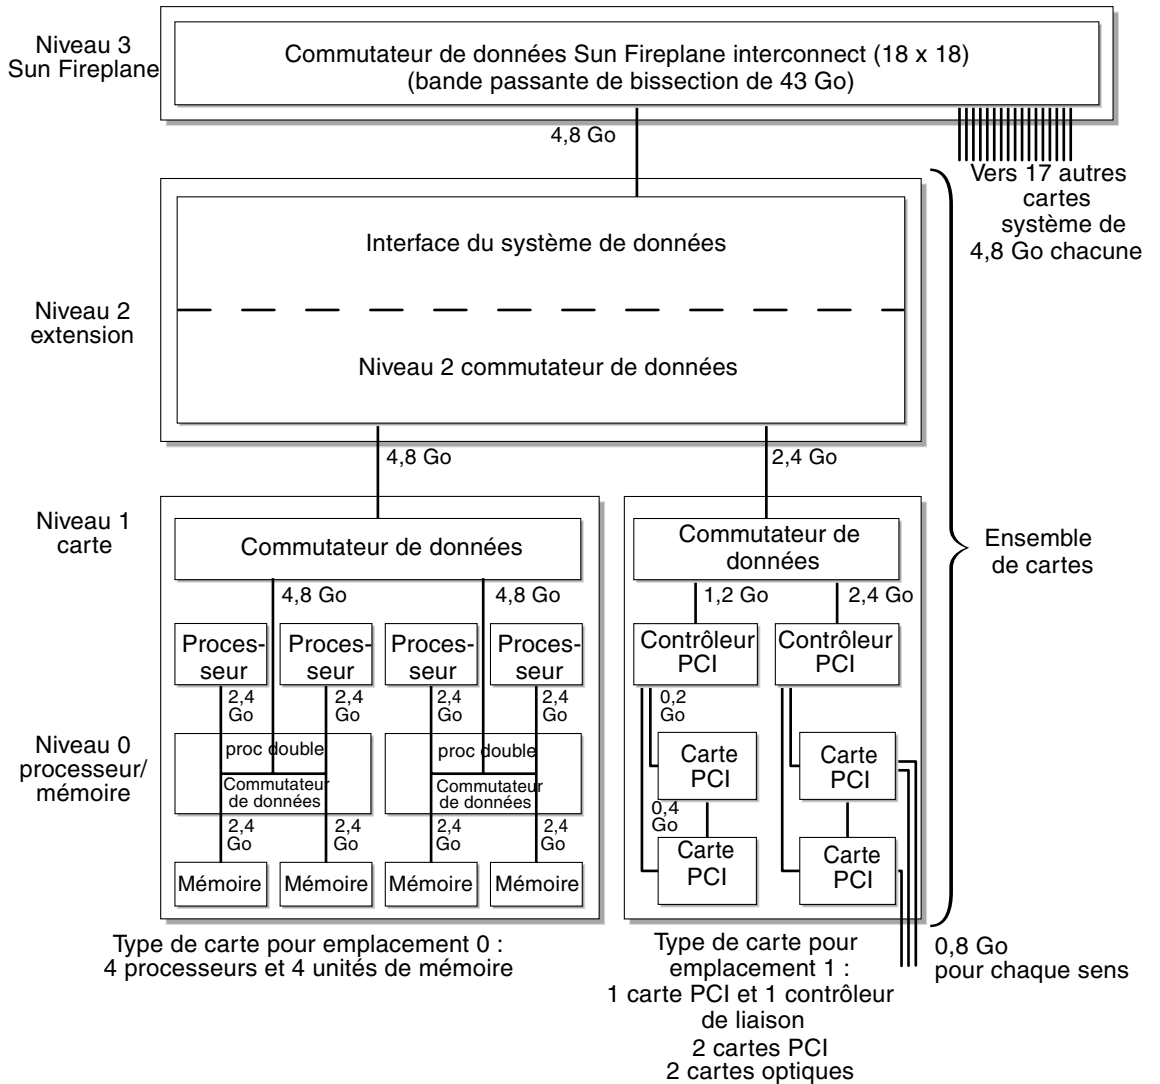 Niveau 3
Sun Fireplane
Commutateur de données Sun Fireplane interconnect (18 x 18)
(bande passante de bissection de 43 Go)
4,8 Go
Vers 17 autres
cartes
système de
4,8 Go chacune
Interface du système de données
Niveau 2
extension
Niveau 2 commutateur de données
4,8 Go
2,4 Go
Niveau 1
carte
Commutateur de données
Commutateur de
données
Ensemble
de cartes
4,8 Go
4,8 Go
1,2 Go
2,4 Go
Proces-
seur
Proces-
seur
Proces-
seur
Proces-
seur
Contrôleur
PCI
Contrôleur
PCI
2,4
Go
2,4
Go
2,4
Go
2,4
Go
0,2
Go
Niveau 0
processeur/
mémoire
proc double
Commutateur
de données
proc double
Commutateur
de données
Carte
PCI
Carte
PCI
0,4
Go
2,4
Go
2,4
Go
2,4
Go
2,4
Go
Carte
PCI
Carte
PCI
Mémoire
Mémoire
Mémoire
Mémoire
Type de carte pour emplacement 0 :
4 processeurs et 4 unités de mémoire
Type de carte pour
emplacement 1 :
1 carte PCI et 1 contrôleur
de liaison
2 cartes PCI
2 cartes optiques
0,8 Go
pour chaque sens